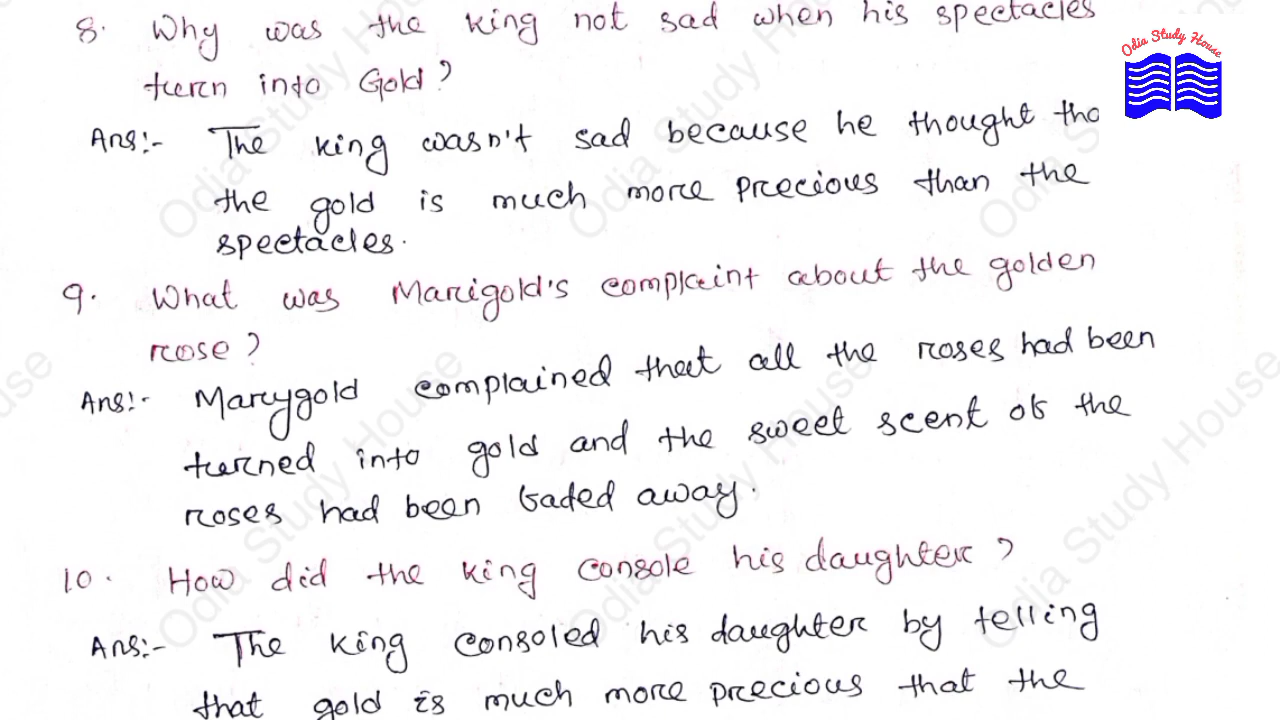 Odia Study House
8. Why was the king not sad when his spectacles
turn into Gold?
Ans:- The king wasn't sad because he thought tha
the gold is much more precious than the
spectacles.
9. What was Marigold's complaint about the golden
rose?
Ans:- Marygold complained that all the roses had been
turned into gold and the sweet scent of the
roses had been faded away.
10. How did the king console his daughter?
Ans:- The king consoled his daughter by telling
that gold is much more precious that the